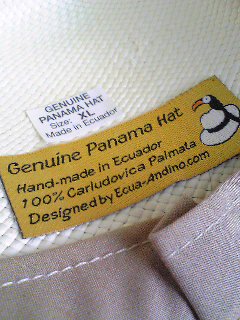 GENUINE
PANAMA HAT
Size: XL
Made in Ecuador
Genuine Panama Hat
Hand-made in Ecuador
100% Carludovica Palmata
Designed by Ecua-Andino.com